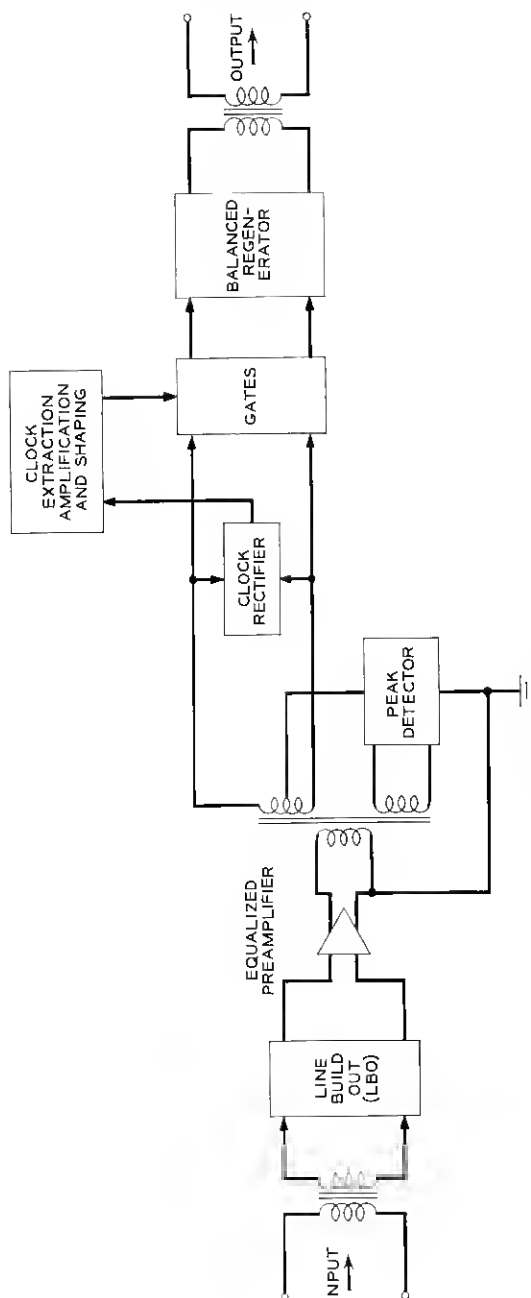 INPUT
LINE
BUILD
OUT
(LBO)
EQUALIZED
PREAMPLIFIER
PEAK
DETECTOR
CLOCK
RECTIFIER
CLOCK
EXTRACTION
AMPLIFICATION
AND SHAPING
GATES
BALANCED
REGEN-
ERATOR
OUTPUT